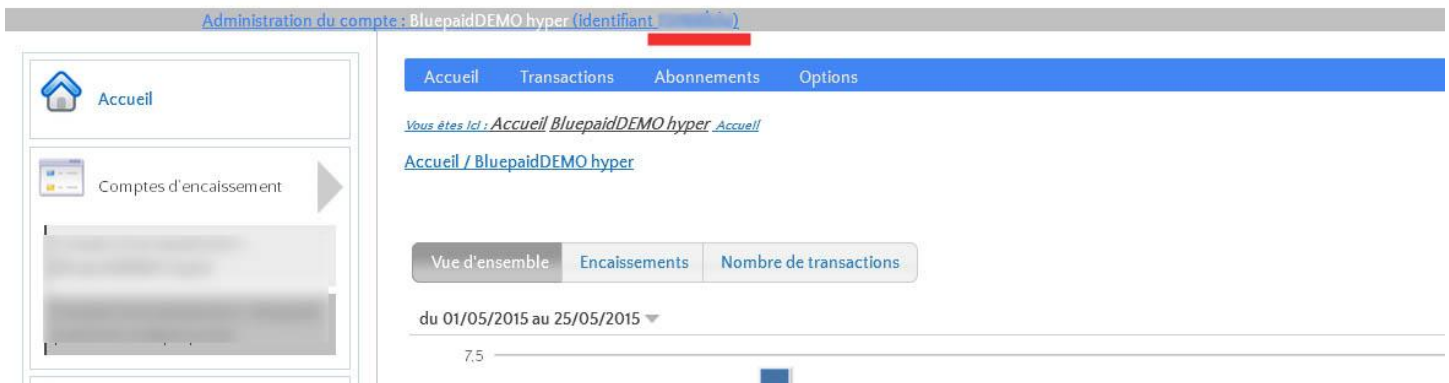 Administration du compte : BluepaidDEMO hyper (identifiant )
Accueil
Comptes d'encaissement
Accueil Transactions Abonnements Options
Vous êtes ici : Accueil BluepaidDEMO hyper Accueil
Accueil / BluepaidDEMO hyper
Vue d'ensemble Encaissements Nombre de transactions
du 01/05/2015 au 25/05/2015
7.5